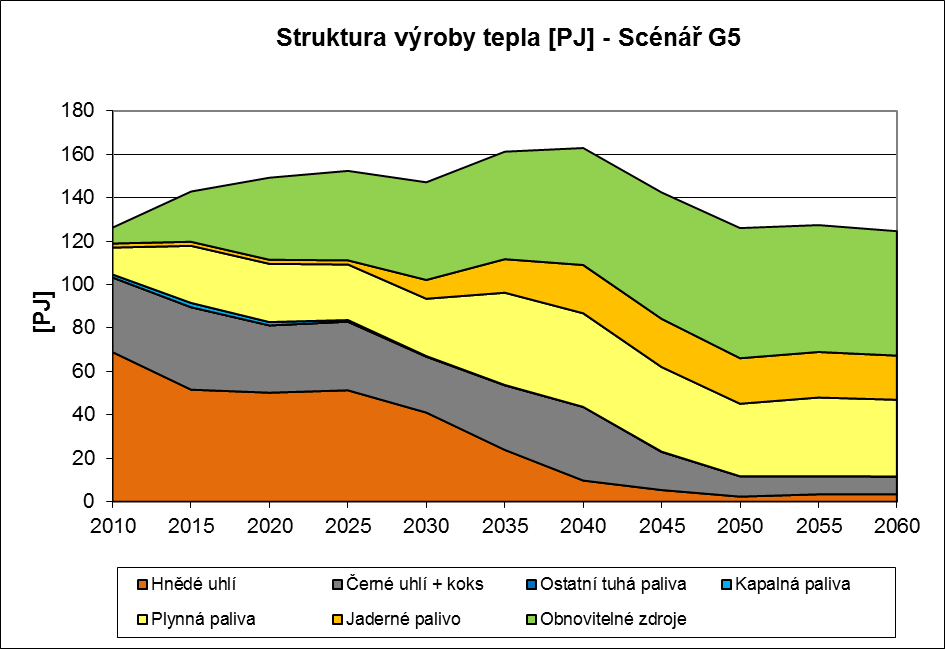 Struktura výroby tepla [PJ] - Scénář G5
180
160
140
120
100
80
60
40
20
0
[PJ]
2010 2015 2020 2025 2030 2035 2040 2045 2050 2055 2060
Hnědé uhlí Černé uhlí + koks Ostatní tuhá paliva Kapalná paliva
Plynná paliva Jaderné palivo Obnovitelné zdroje